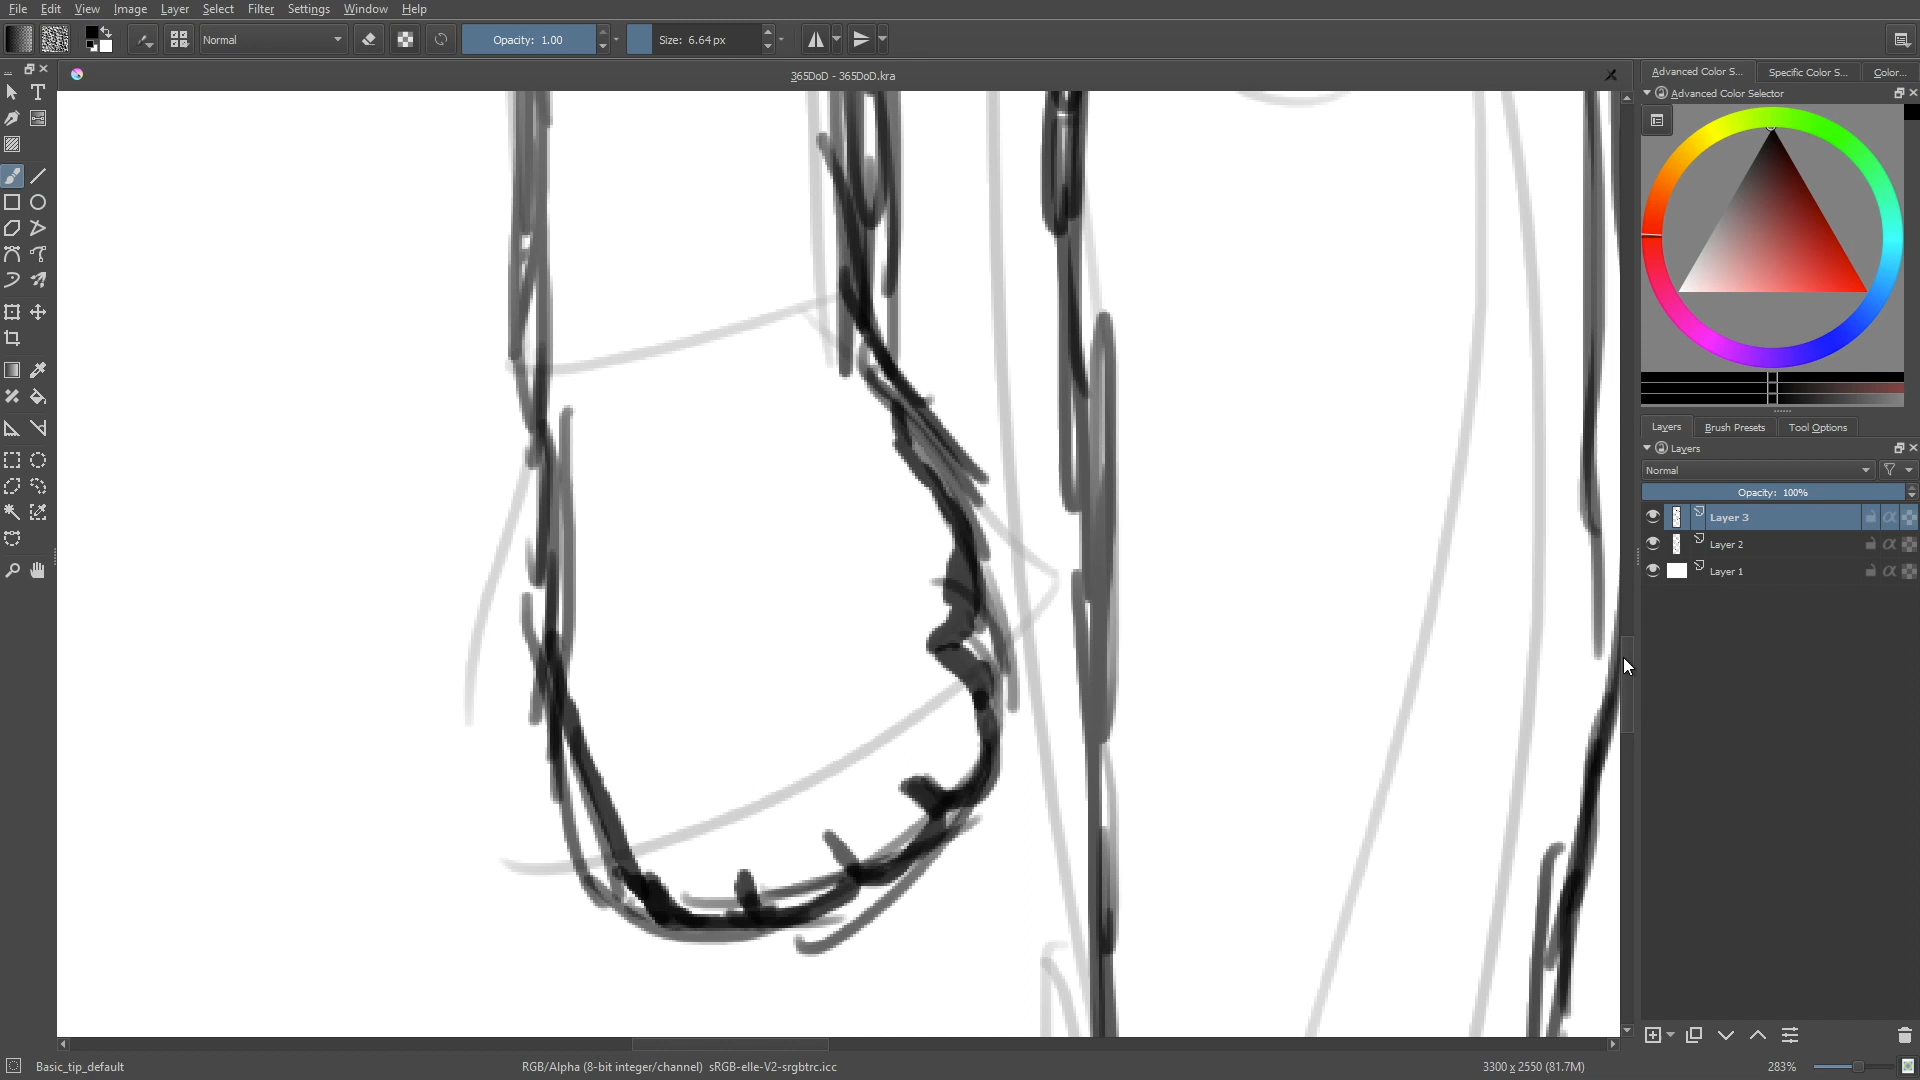 File Edit View Image Layer Select Filter Settings Window Help
Normal Opacity: 1.00 Size: 6.64 px
365DoD - 365DoD.kra
Advanced Color S... Specific Color S... Color...
Advanced Color Selector
Layers Brush Presets Tool Options
Layers
Normal
Opacity: 100%
Layer 3
Layer 2
Layer 1
Basic_tip_default RGB/Alpha (8-bit integer/channel) sRGB-elle-V2-srgbtrc.icc 3300 x 2550 (81.7M) 283%